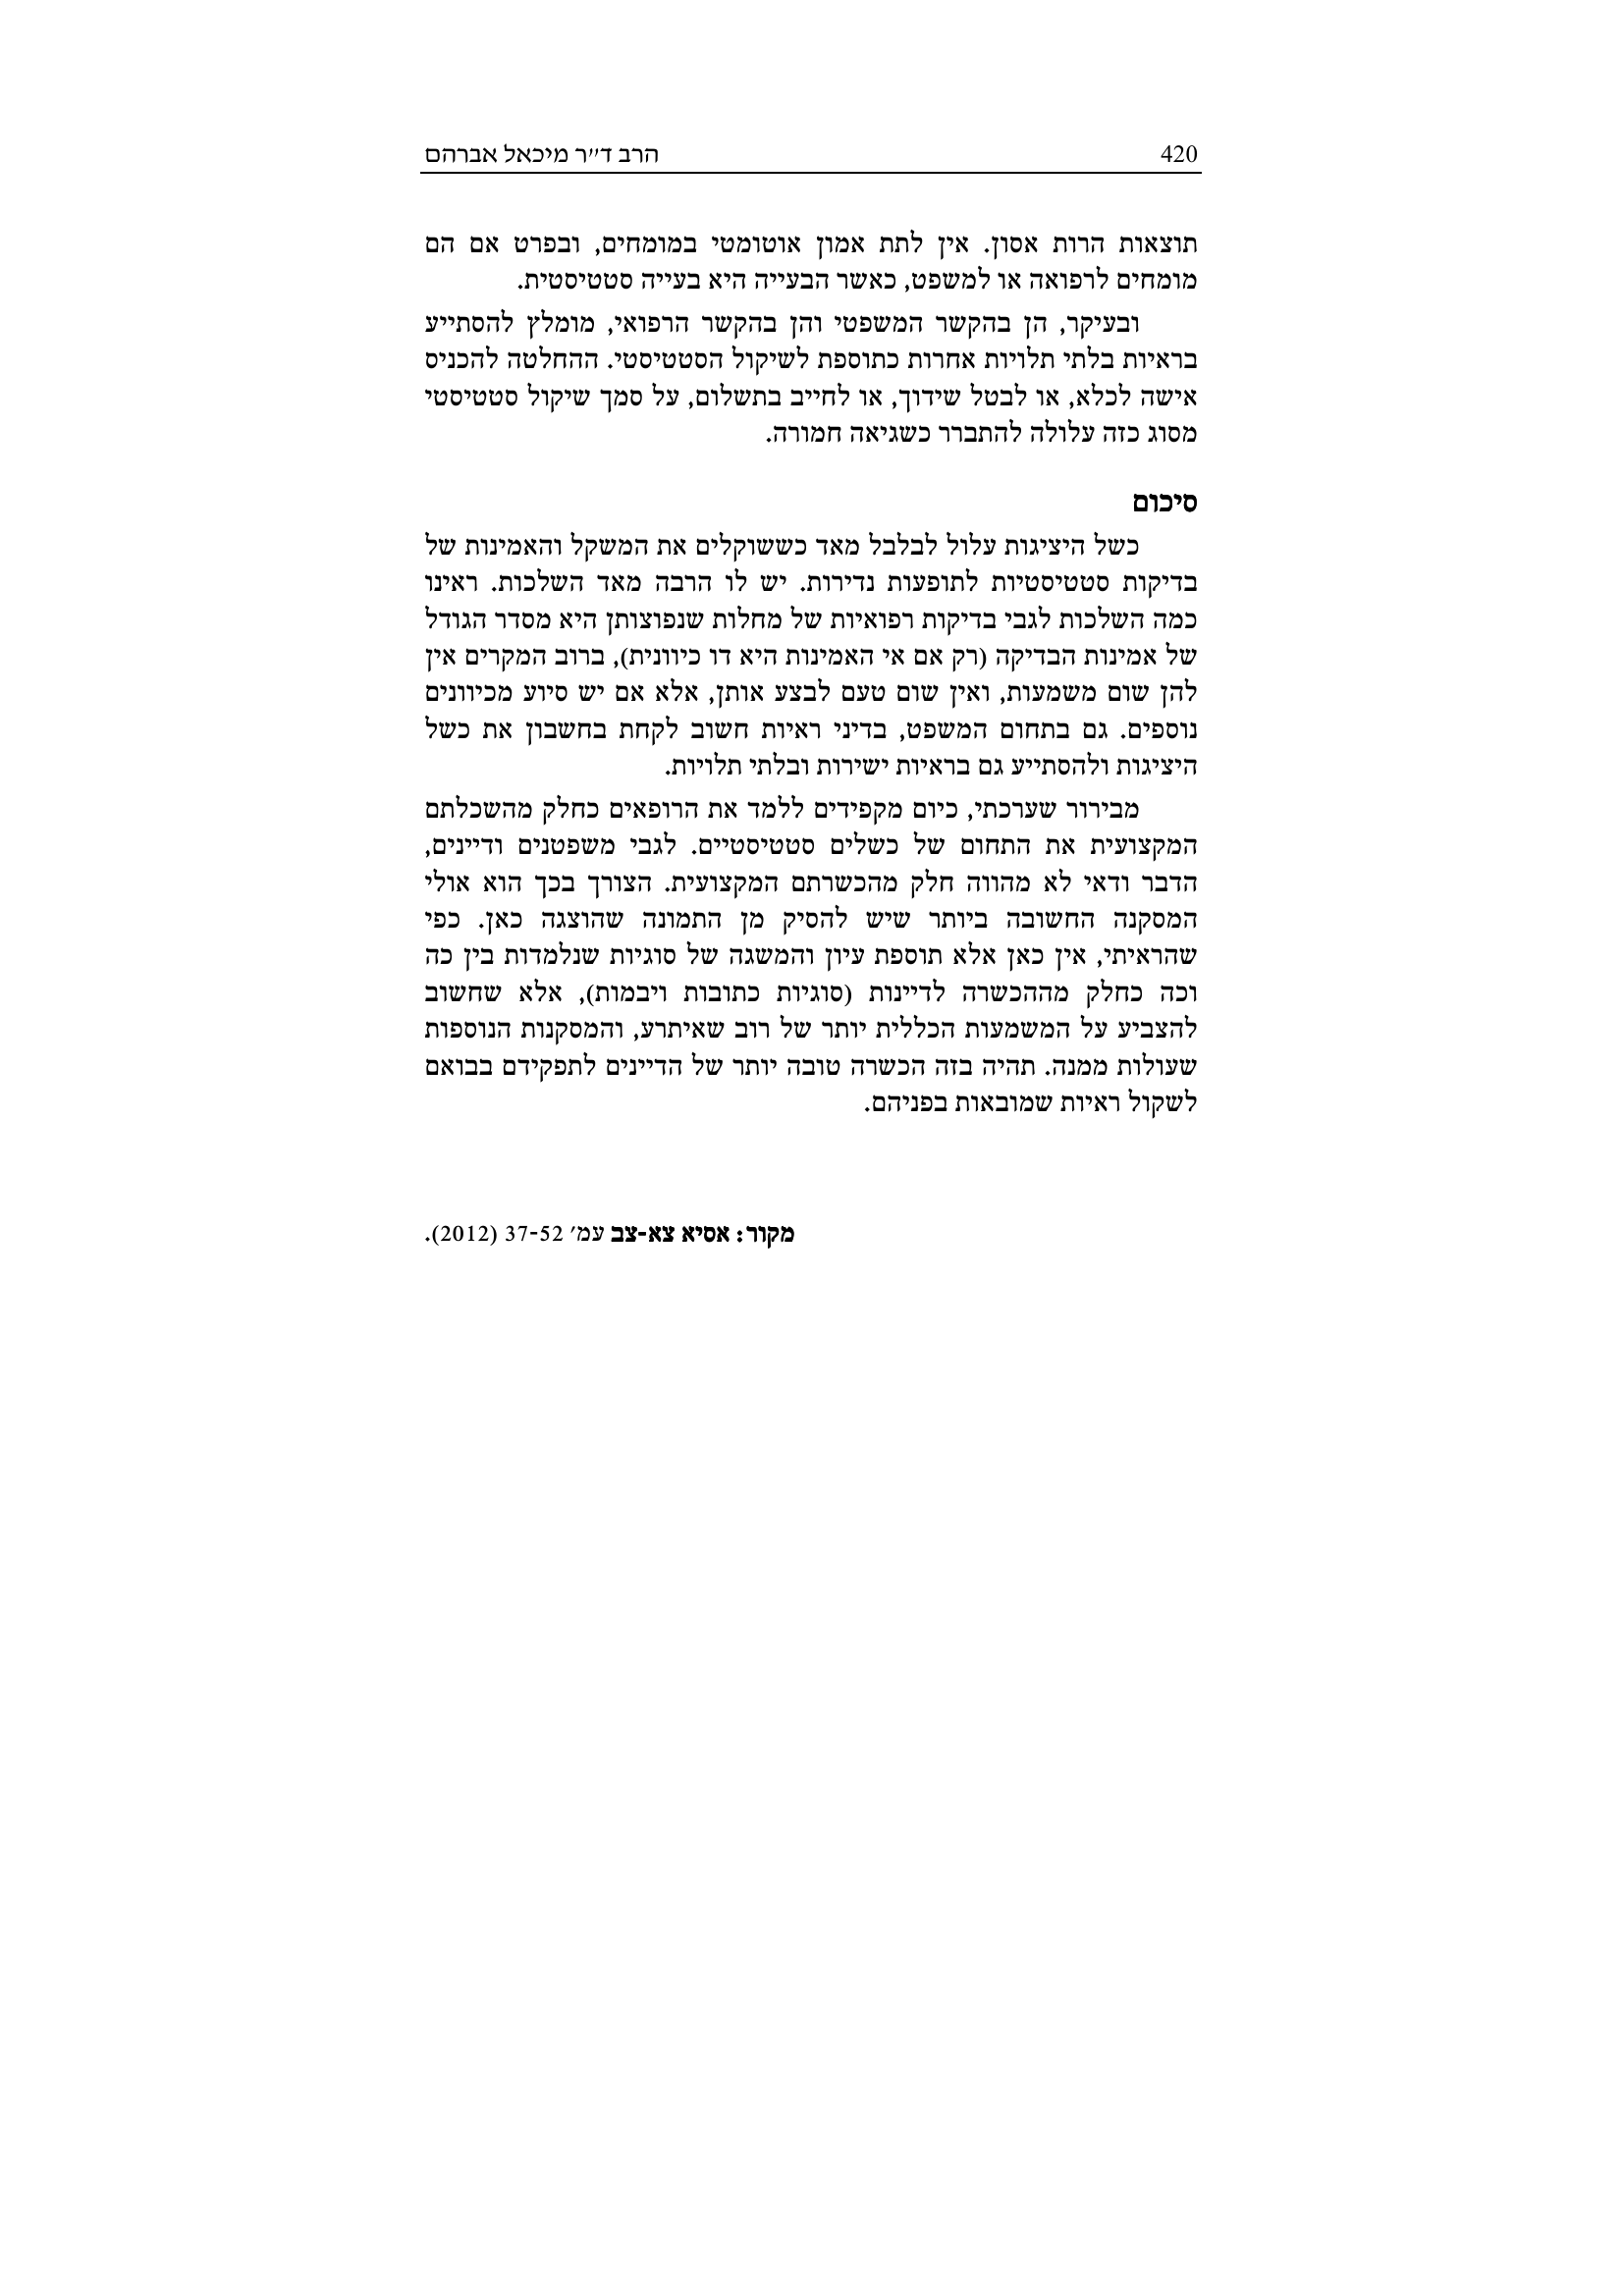 420 הרב ד״ר מיכאל אברהם
תוצאות הרות אסון. אין לתת אמון אוטומטי במומחים, ובפרט אם הם
מומחים לרפואה או למשפט, כאשר הבעייה היא בעייה סטטיסטית.
ובעיקר, הן בהקשר המשפטי והן בהקשר הרפואי, מומלץ להסתייע
בראיות בלתי תלויות אחרות כתוספת לשיקול הסטטיסטי. ההחלטה להכניס
אישה לכלא, או לבטל שידוך, או לחייב בתשלום, על סמך שיקול סטטיסטי
מסוג כזה עלולה להתברר כשגיאה חמורה.
סיכום
כשל היציגות עלול לבלבל מאד כששוקלים את המשקל והאמינות של
בדיקות סטטיסטיות לתופעות נדירות. יש לו הרבה מאד השלכות. ראינו
כמה השלכות לגבי בדיקות רפואיות של מחלות שנפוצותן היא מסדר הגודל
של אמינות הבדיקה (רק אם אי האמינות היא דו כיוונית), ברוב המקרים אין
להן שום משמעות, ואין שום טעם לבצע אותן, אלא אם יש סיוע מכיוונים
נוספים. גם בתחום המשפט, בדיני ראיות חשוב לקחת בחשבון את כשל
היציגות ולהסתייע גם בראיות ישירות ובלתי תלויות.
מבירור שערכתי, כיום מקפידים ללמד את הרופאים כחלק מהשכלתם
המקצועית את התחום של כשלים סטטיסטיים. לגבי משפטנים ודיינים,
הדבר ודאי לא מהווה חלק מהכשרתם המקצועית. הצורך בכך הוא אולי
המסקנה החשובה ביותר שיש להסיק מן התמונה שהוצגה כאן. כפי
שהראיתי, אין כאן אלא תוספת עיון והמשגה של סוגיות שנלמדות בין כה
וכה כחלק מההכשרה לדיינות (סוגיות כתובות ויבמות), אלא שחשוב
להצביע על המשמעות הכללית יותר של רוב שאיתרע, והמסקנות הנוספות
שעולות ממנה. תהיה בזה הכשרה טובה יותר של הדיינים לתפקידם בבואם
לשקול ראיות שמובאות בפניהם.
מקור: אסיא צא-צב עמ׳ 37-52 (2012).